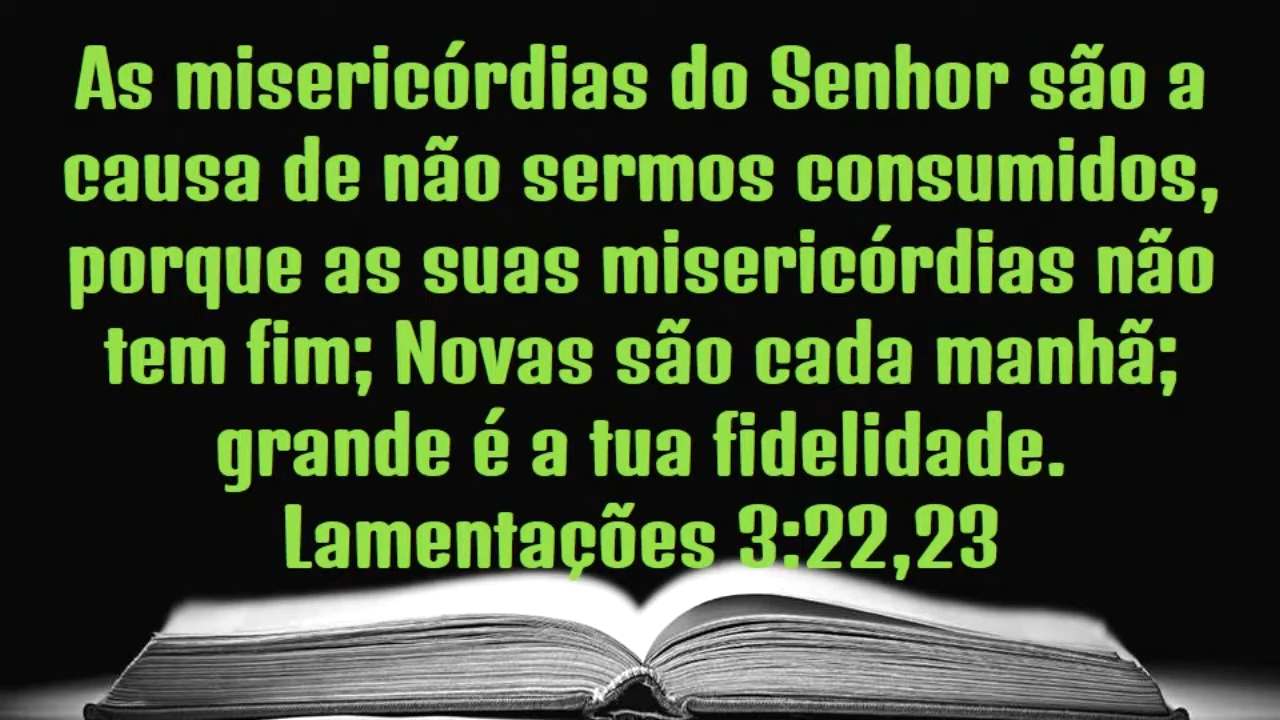 As misericórdias do Senhor são a
causa de não sermos consumidos,
porque as suas misericórdias não
tem fim; Novas são cada manhã;
grande é a tua fidelidade.
Lamentações 3:22,23